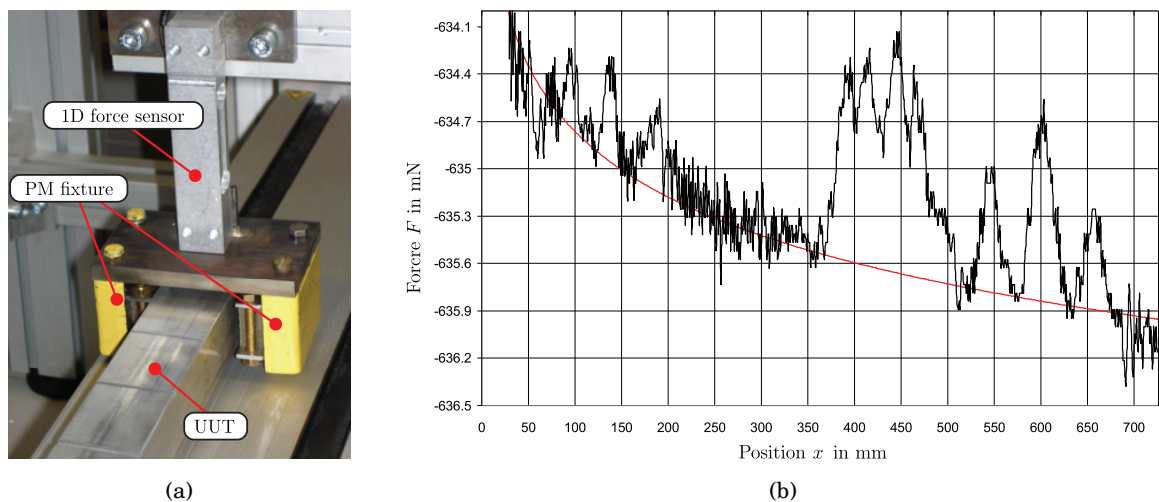 1D force sensor
PM fixture
UUT
(a)
-634.1
-634.4
-634.7
-635
-635.3
-635.6
-635.9
-636.2
-636.5
Forcre F in mN
0 50 100 150 200 250 300 350 400 450 500 550 600 650 700
Position x in mm
(b)